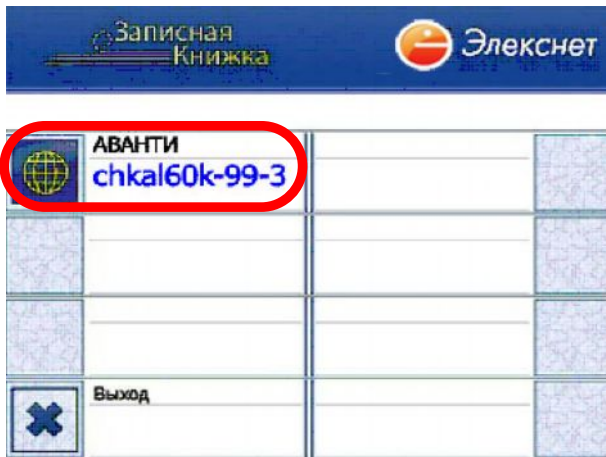 Записная
Книжка
Элекснет
АВАНТИ
chkal60k-99-3
Выход